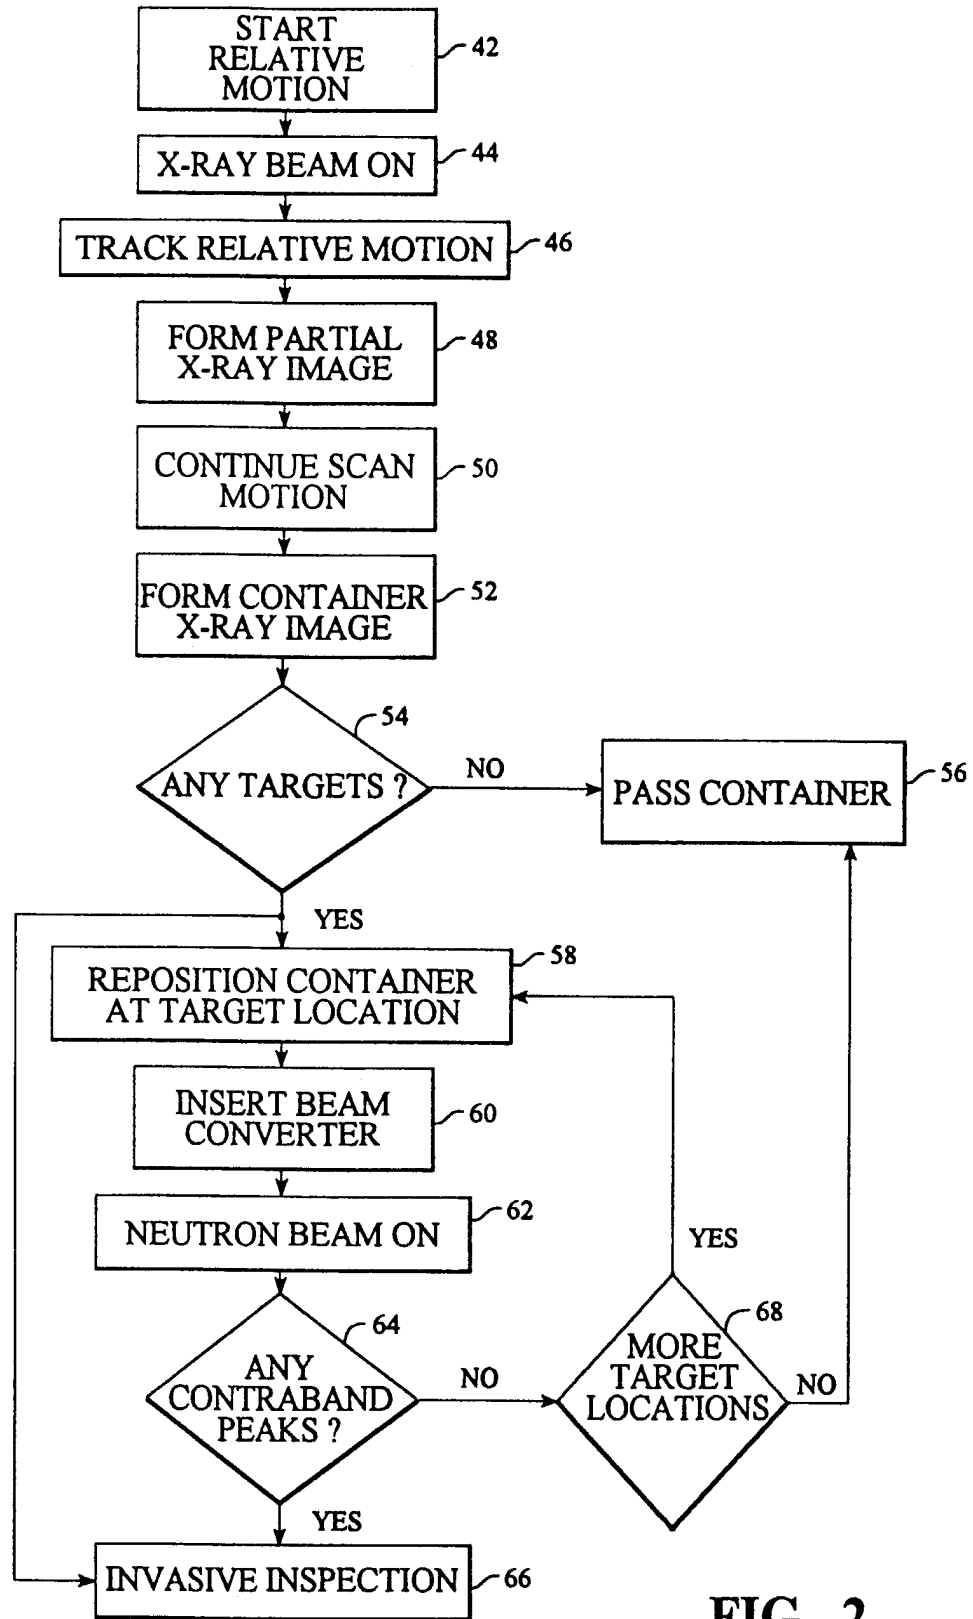 START
RELATIVE
MOTION
42
X-RAY BEAM ON
44
TRACK RELATIVE MOTION
46
FORM PARTIAL
X-RAY IMAGE
48
CONTINUE SCAN
MOTION
50
FORM CONTAINER
X-RAY IMAGE
52
54
ANY TARGETS ?
NO
PASS CONTAINER
56
YES
REPOSITION CONTAINER
AT TARGET LOCATION
58
INSERT BEAM
CONVERTER
60
NEUTRON BEAM ON
62
64
ANY
CONTRABAND
PEAKS ?
NO
YES
68
MORE
TARGET
LOCATIONS
NO
YES
INVASIVE INSPECTION
66
FIG. 2